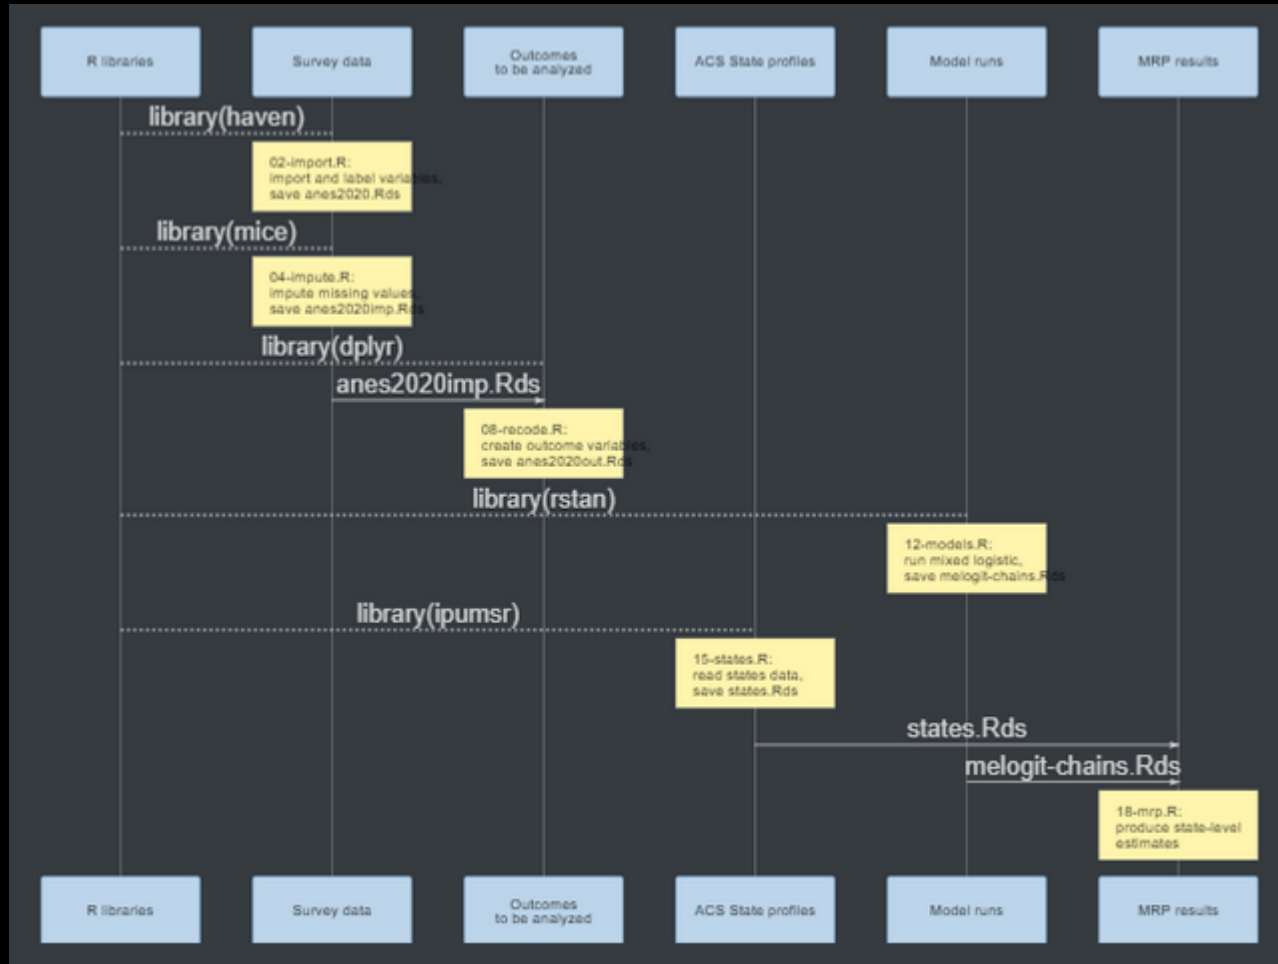 R libraries
Survey data
Outcomes
to be analyzed
ACS State profiles
Model runs
MRP results
library(haven)
02-import.R:
import and label variables,
save anes2020.Rds
library(mice)
04-impute.R:
impute missing values,
save anes2020imp.Rds
library(dplyr)
anes2020imp.Rds
08-recode.R:
create outcome variables,
save anes2020out.Rds
library(rstan)
12-models.R:
run mixed logistic,
save melogit-chains.Rds
library(ipumsr)
15-states.R:
read states data,
save states.Rds
states.Rds
melogit-chains.Rds
18-mrp.R:
produce state-level
estimates
R libraries
Survey data
Outcomes
to be analyzed
ACS State profiles
Model runs
MRP results